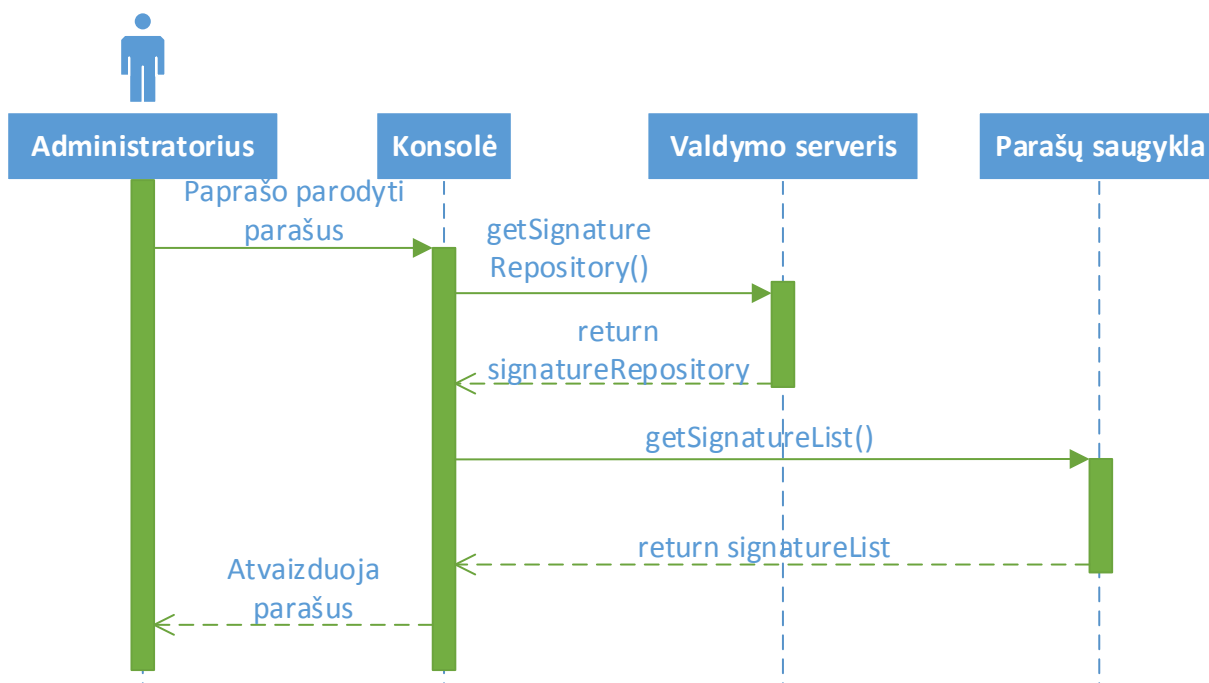 Administratorius
Konsolė
Valdymo serveris
Parašų saugykla
Paprašo parodyti
parašus
getSignature
Repository()
return
signatureRepository
getSignatureList()
return signatureList
Atvaizduoja
parašus